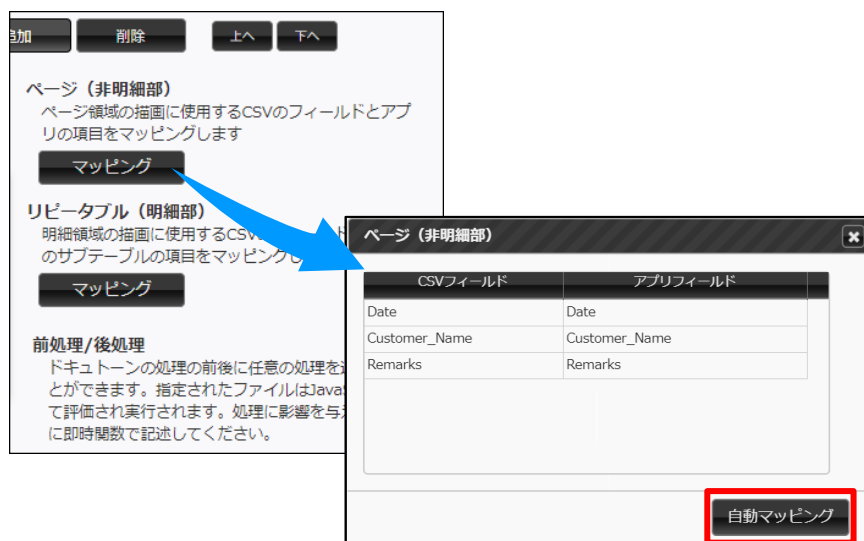 追加 削除 上へ 下へ
ページ（非明細部）
ページ領域の描画に使用するCSVのフィールドとアプ
リの項目をマッピングします
マッピング
リピータブル（明細部）
明細領域の描画に使用するCSV
のサブテーブルの項目をマッピング
マッピング
前処理/後処理
ドキュトーンの処理の前後に任意の処理を
とができます。指定されたファイルはJava
て評価され実行されます。処理に影響を与
に即時関数で記述してください。
ページ（非明細部）
CSVフィールド アプリフィールド
Date Date
Customer_Name Customer_Name
Remarks Remarks
自動マッピング